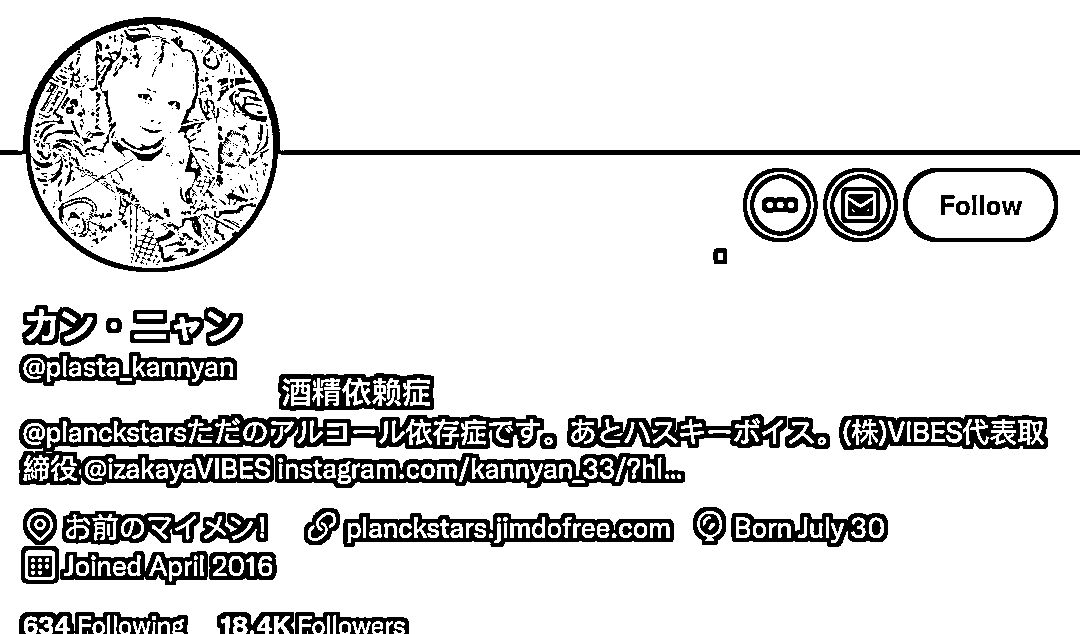 Follow
カン・ニャン
@plasta_kannyan
酒精依赖症
@planckstarsただのアルコール依存症です。あとハスキーボイス。(株)VIBES代表取
締役 @izakayaVIBES instagram.com/kannyan_33/?hl...
お前のマイメン! planckstars.jimdofree.com Born July 30
Joined April 2016
634 Following 18.4K Followers